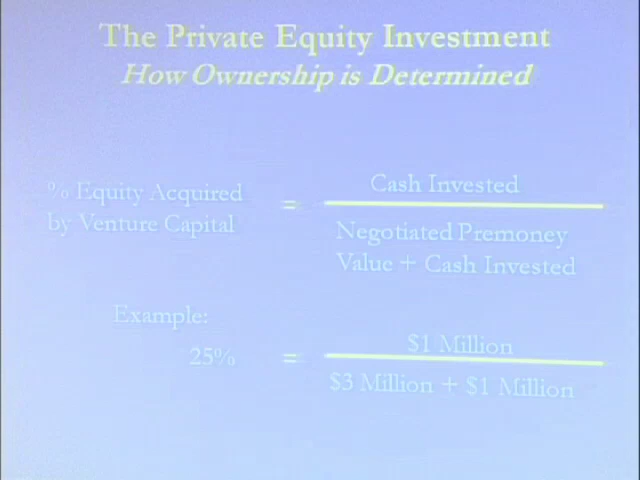 The Private Equity Investment
How Ownership is Determined
% Equity Acquired
by Venture Capital
=
Cash Invested
Negotiated Premoney
Value + Cash Invested
Example:
25%
=
$1 Million
$3 Million + $1 Million